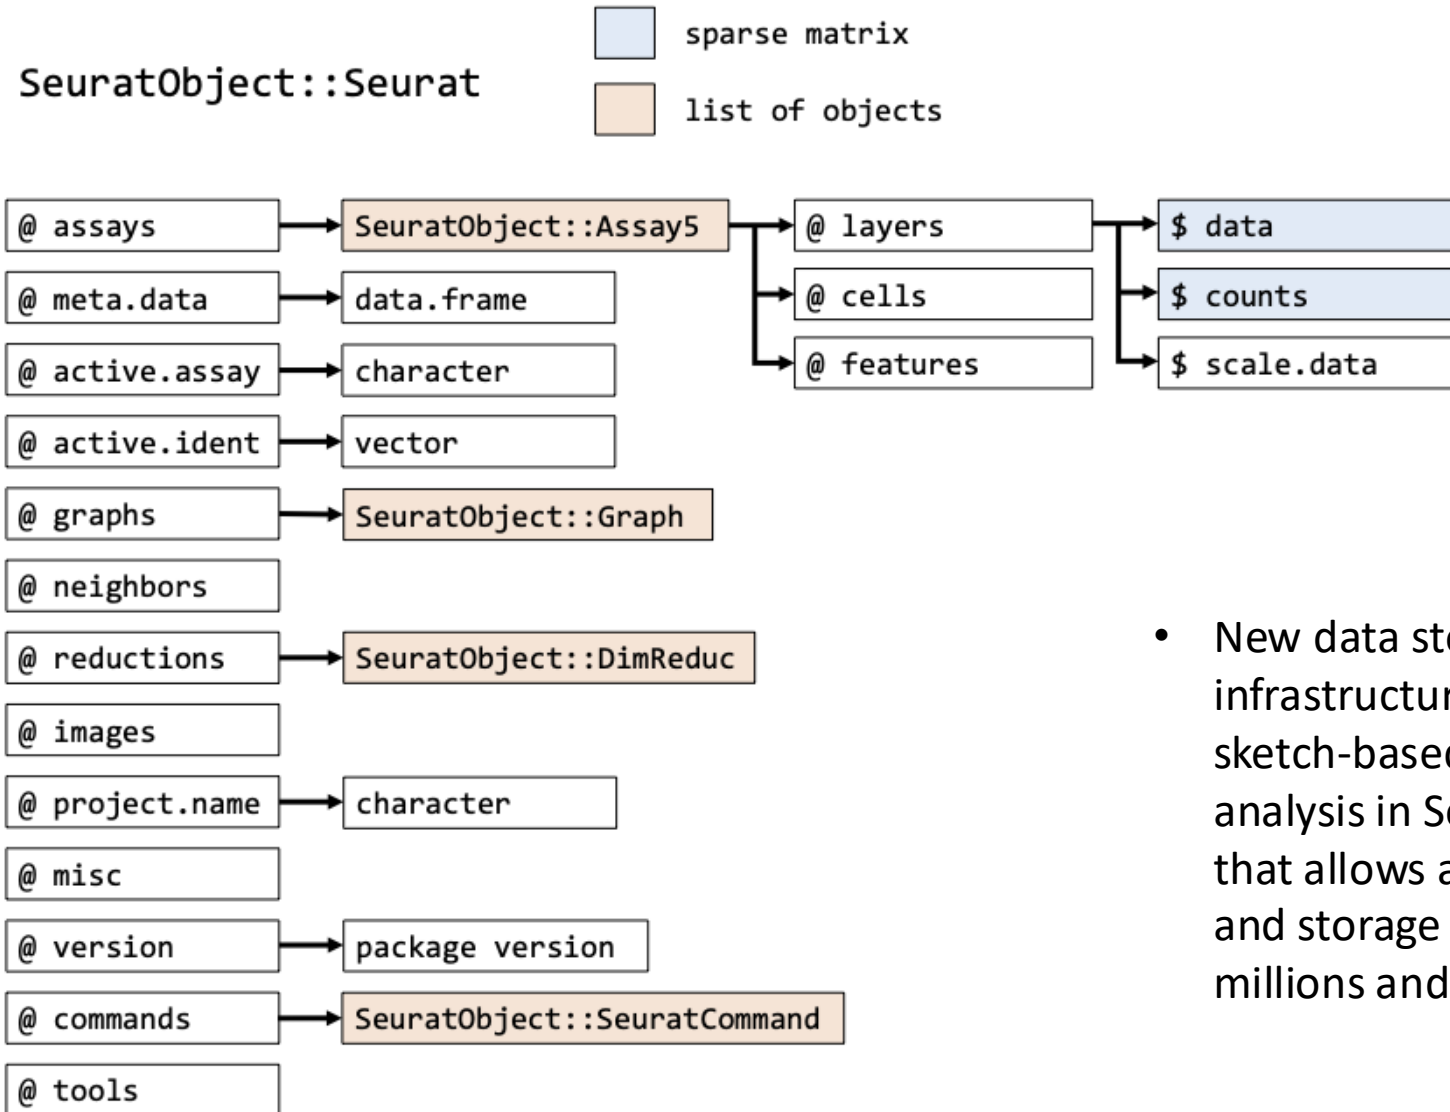 sparse matrix
SeuratObject::Seurat
list of objects
@ assays
SeuratObject::Assay5
@ layers
$ data
@ meta.data
data.frame
@ cells
$ counts
@ active.assay
character
@ features
$ scale.data
@ active.ident
vector
@ graphs
SeuratObject::Graph
@ neighbors
@ reductions
SeuratObject::DimReduc
@ images
@ project.name
character
@ misc
@ version
package version
@ commands
SeuratObject::SeuratCommand
@ tools
• New data
sketch-based
analysis in
that allows
and storage
millions and